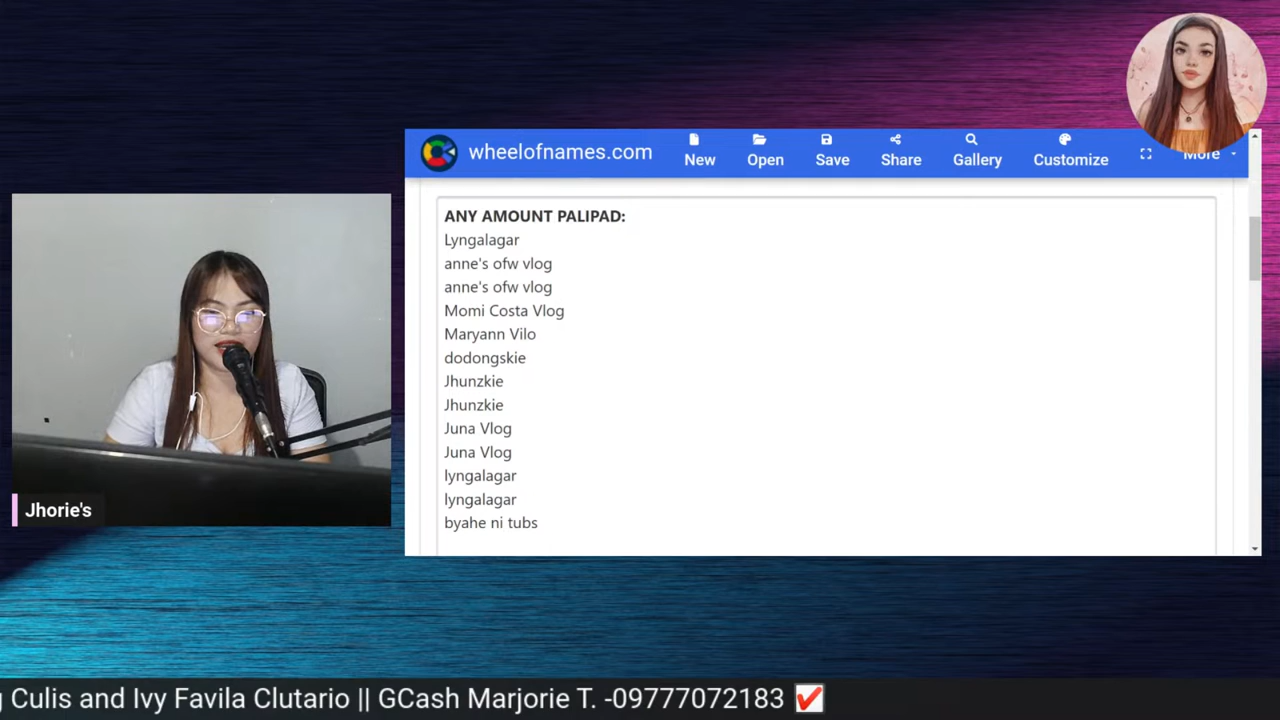 wheelofnames.com
New
Open
Save
Share
Gallery
Customize
More
ANY AMOUNT PALIPAD:
Lyngalagar
anne's ofw vlog
anne's ofw vlog
Momi Costa Vlog
Maryann Vilo
dodongskie
Jhunzkie
Jhunzkie
Juna Vlog
Juna Vlog
lyngalagar
lyngalagar
byahe ni tubs
Jhorie's
Culis and Ivy Favila Clutario || GCash Marjorie T. -09777072183 ✅